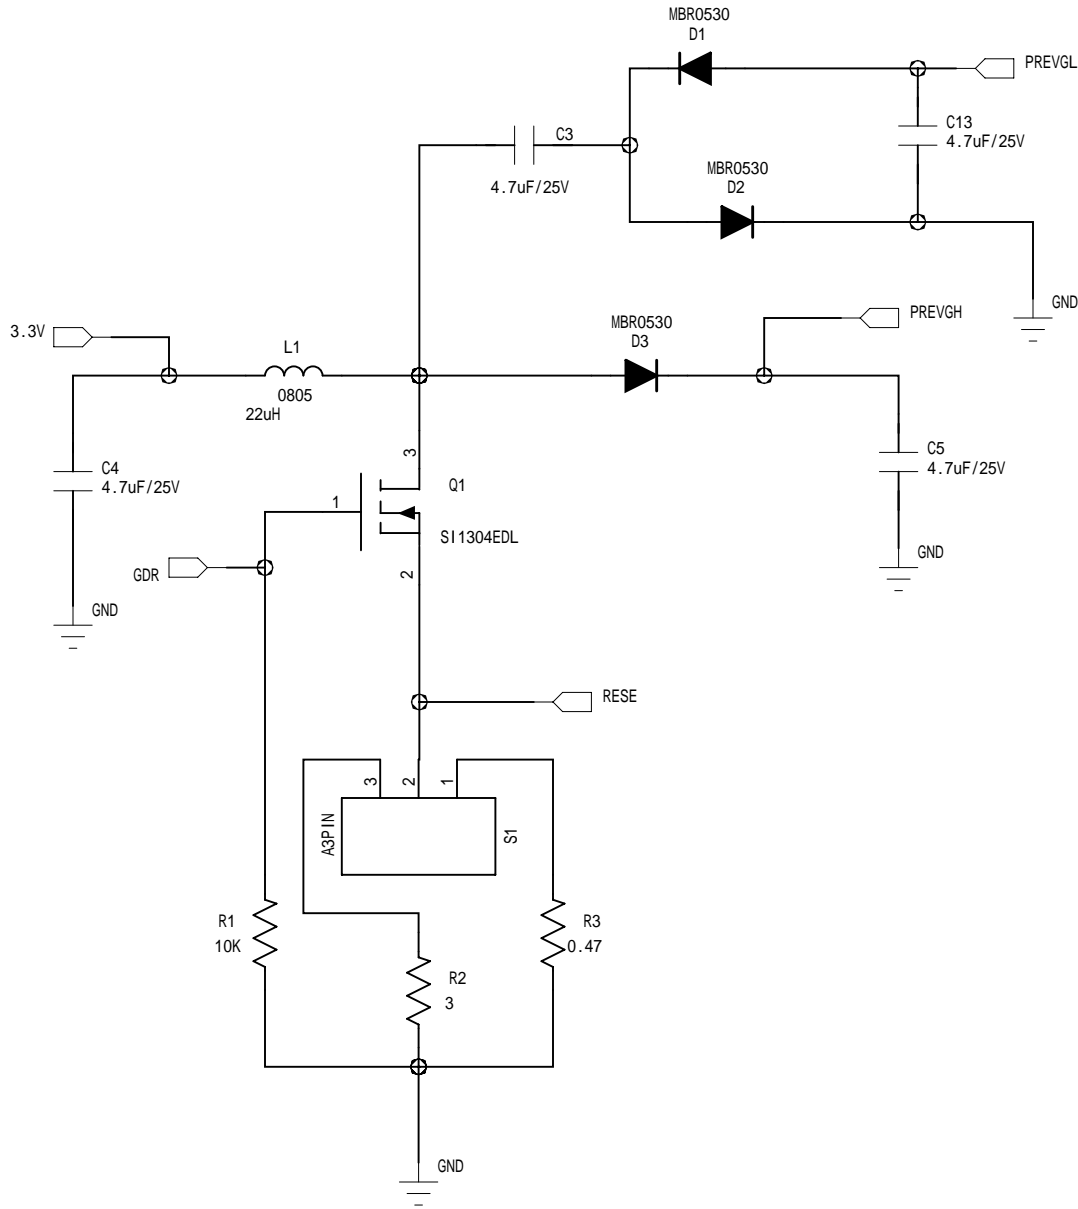 MBR0530
D1
PREVGL
C3
C13
4.7uF/25V
4.7uF/25V
MBR0530
D2
GND
3.3V
L1
0805
22uH
MBR0530
D3
PREVGH
C4
4.7uF/25V
3
Q1
C5
4.7uF/25V
1
SI1304EDL
GND
GDR
2
GND
RESE
3
2
1
A3PIN
S1
R1
10K
R3
0.47
R2
3
GND